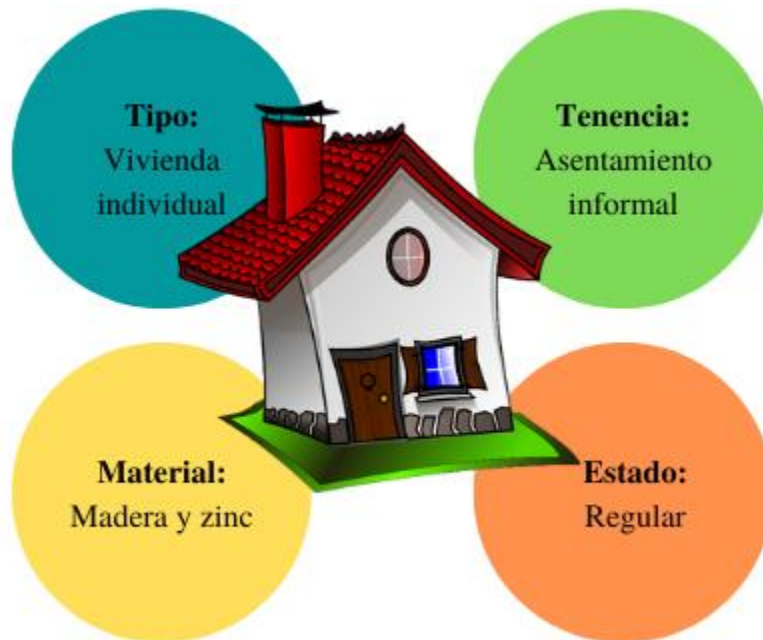 Tipo:
Vivienda
individual
Tenencia:
Asentamiento
informal
Material:
Madera y zinc
Estado:
Regular